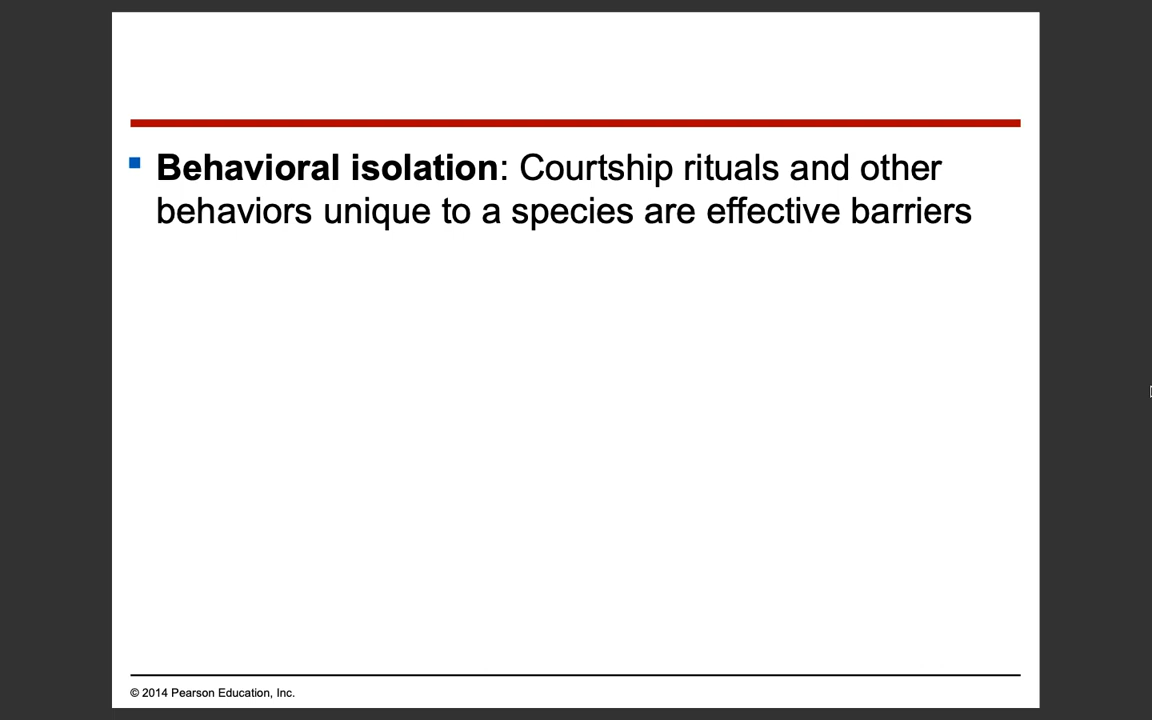 Behavioral isolation: Courtship rituals and other
behaviors unique to a species are effective barriers
© 2014 Pearson Education, Inc.